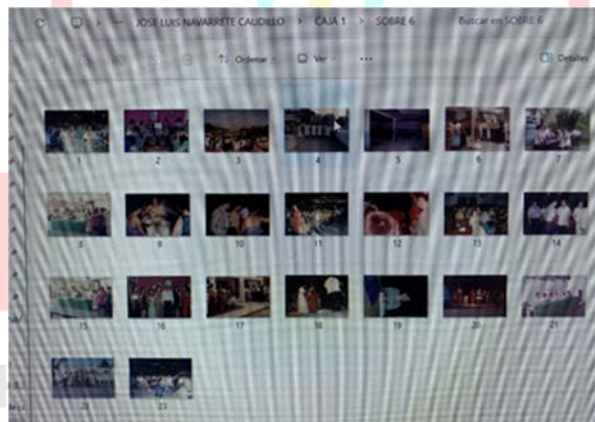 JOSE LUIS NAVARRETE CAUDILLO > CAJA 1 > SOBRE 6 Buscar en SOBRE 6
Ordenar Ver ... Detalles
1 2 3 4 5 6 7
8 9 10 11 12 13 14
15 16 17 18 19 20 21
22 23